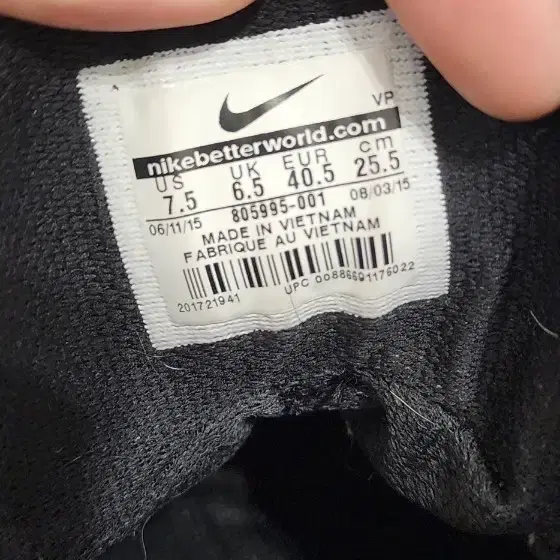 VP
nikebetterworld.com
US UK EUR cm
7.5 6.5 40.5 25.5
06/11/15 805995-001 08/03/15
MADE IN VIETNAM
FABRIQUE AU VIETNAM
201721941 UPC 00886691176022